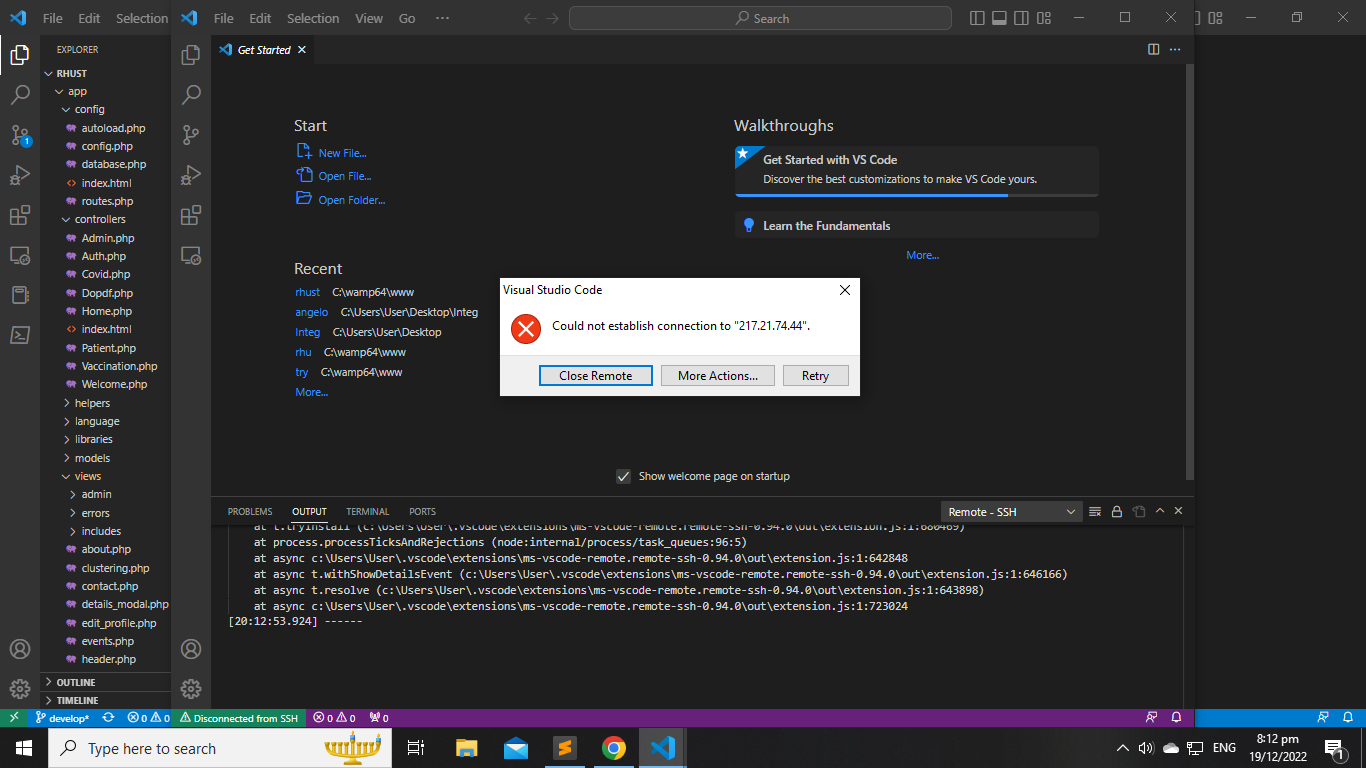 File Edit Selection
File Edit Selection View Go ···
Search
EXPLORER
RHUST
app
config
autoload.php
config.php
database.php
index.html
routes.php
controllers
Admin.php
Auth.php
Covid.php
Dopdf.php
Home.php
index.html
Patient.php
Vaccination.php
Welcome.php
helpers
language
libraries
models
views
admin
errors
includes
about.php
clustering.php
contact.php
details_modal.php
edit_profile.php
events.php
header.php
OUTLINE
TIMELINE
1
Get Started
Start
New File...
Open File...
Open Folder...
Recent
rhust C:\wamp64\www
angelo C:\Users\User\Desktop\Integ
Integ C:\Users\User\Desktop
rhu C:\wamp64\www
try C:\wamp64\www
More...
Walkthroughs
Get Started with VS Code
Discover the best customizations to make VS Code yours.
Learn the Fundamentals
More...
Visual Studio Code
Could not establish connection to "217.21.74.44".
Close Remote More Actions... Retry
Show welcome page on startup
PROBLEMS OUTPUT TERMINAL PORTS
Remote - SSH
at t.tryInstall (c:\Users\User\.vscode\extensions\ms-vscode-remote.remote-ssh-0.94.0\out\extension.js:1:680469)
at process.processTicksAndRejections (node:internal/process/task_queues:96:5)
at async c:\Users\User\.vscode\extensions\ms-vscode-remote.remote-ssh-0.94.0\out\extension.js:1:642848
at async t.withShowDetailsEvent (c:\Users\User\.vscode\extensions\ms-vscode-remote.remote-ssh-0.94.0\out\extension.js:1:646166)
at async t.resolve (c:\Users\User\.vscode\extensions\ms-vscode-remote.remote-ssh-0.94.0\out\extension.js:1:643898)
at async c:\Users\User\.vscode\extensions\ms-vscode-remote.remote-ssh-0.94.0\out\extension.js:1:723024
[20:12:53.924] ------
develop* 0 0
Disconnected from SSH 0 0 0
Type here to search
ENG
8:12 pm
19/12/2022
1